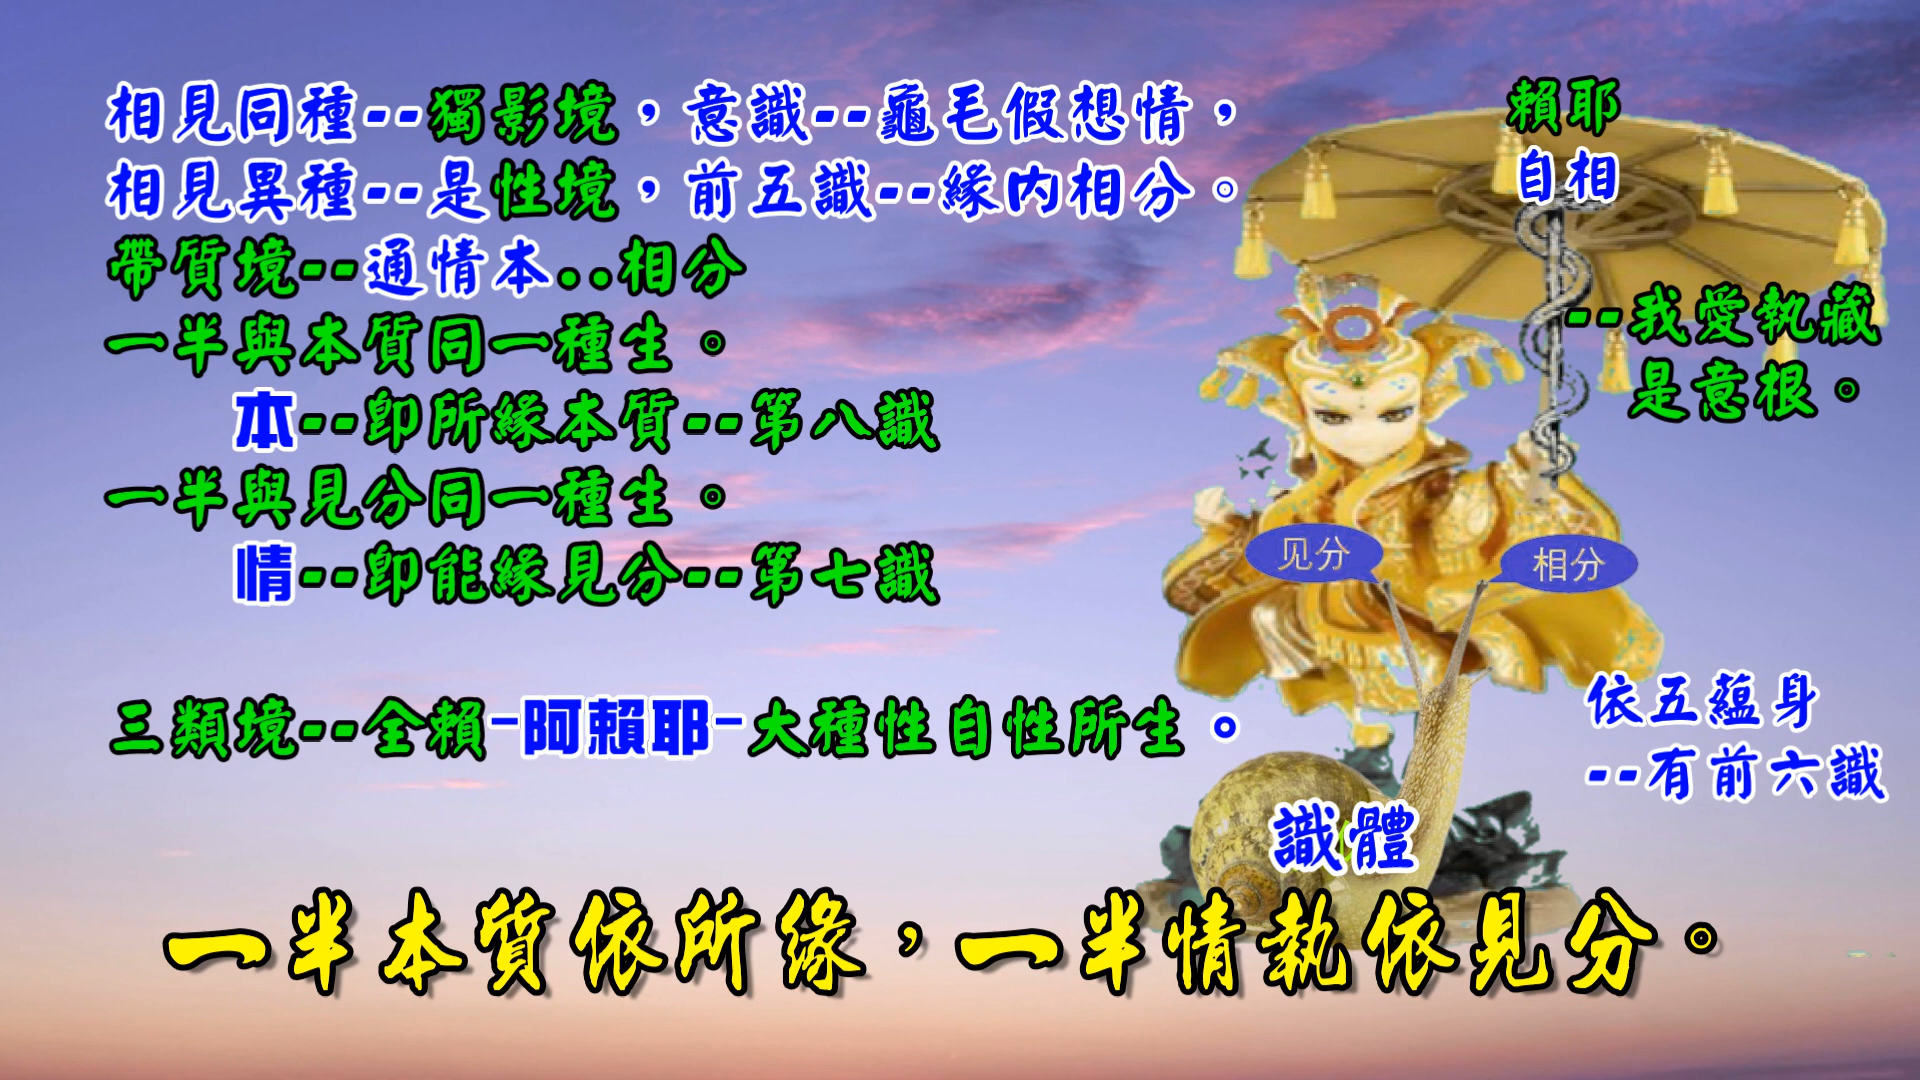 相見同種--獨影境，意識--龜毛假想情，
相見異種--是性境，前五識--緣內相分。
帶質境--通情本..相分
一半與本質同一種生。
本--即所緣本質--第八識
一半與見分同一種生。
情--即能緣見分--第七識
三類境--全賴-阿賴耶-大種性自性所生。
賴耶
自相
--我愛執藏
是意根。
见分
相分
依五蘊身
--有前六識
識體
一半本質依所緣，一半情執依見分。